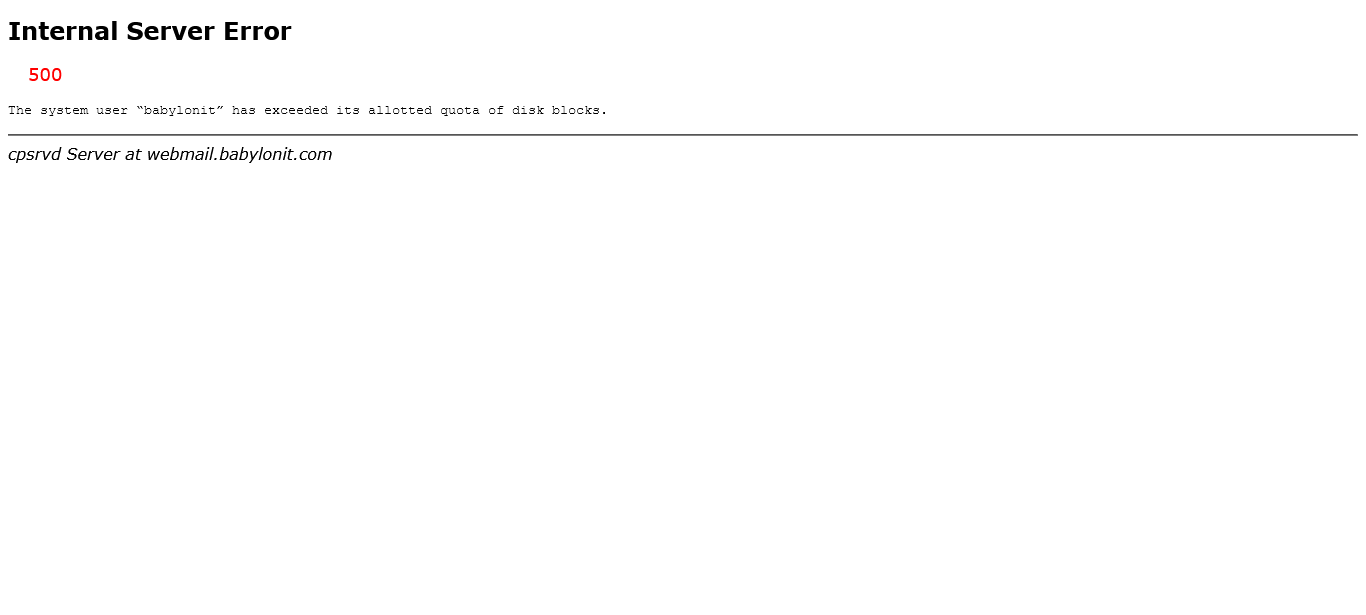 Internal Server Error
500
The system user “babylonit” has exceeded its allotted quota of disk blocks.
cpsrvd Server at webmail.babylonit.com